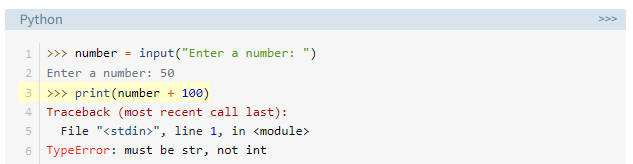 Python >>>
1 >>> number = input("Enter a number: ")
2 Enter a number: 50
3 >>> print(number + 100)
4 Traceback (most recent call last):
5   File "<stdin>", line 1, in <module>
6 TypeError: must be str, not int